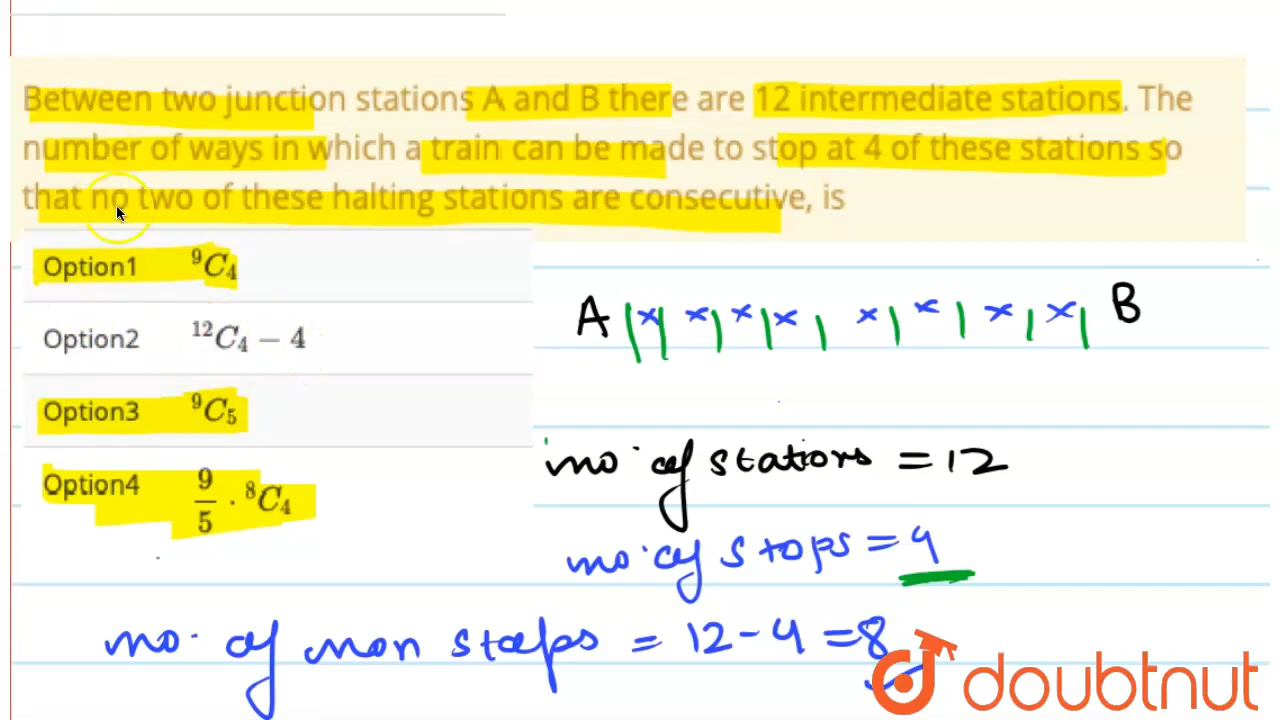 Between two junction stations A and B there are 12 intermediate stations. The
number of ways in which a train can be made to stop at 4 of these stations so
that no two of these halting stations are consecutive, is
Option1 ⁹C₄
Option2 ¹²C₄ − 4
Option3 ⁹C₅
Option4 9/5 · ⁸C₄
A | x | x | x | x | x | x | x | x | B
no. of stations = 12
no. of stops = 4
no. of non stops = 12 - 4 = 8
doubtnut